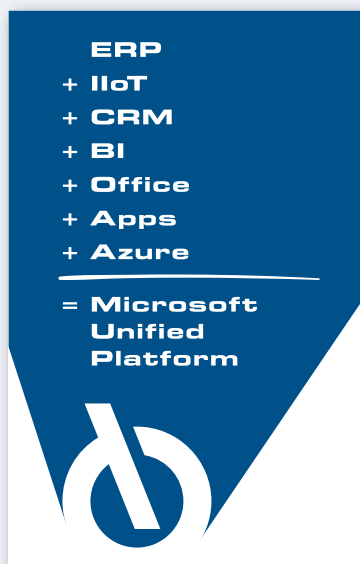 ERP
+ IIoT
+ CRM
+ BI
+ Office
+ Apps
+ Azure
= Microsoft
Unified
Platform